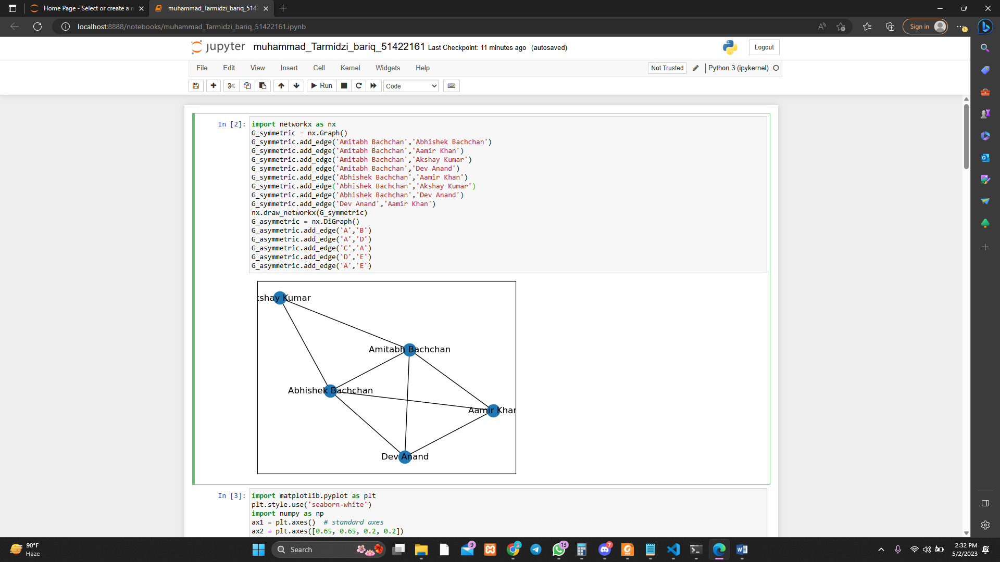 Home Page - Select or create a n
muhammad_Tarmidzi_bariq_5142
localhost:8888/notebooks/muhammad_Tarmidzi_bariq_51422161.ipynb
Sign in
jupyter muhammad_Tarmidzi_bariq_51422161 Last Checkpoint: 11 minutes ago (autosaved)
Logout
File Edit View Insert Cell Kernel Widgets Help
Not Trusted Python 3 (ipykernel)
Run Code
In [2]:
import networkx as nx
G_symmetric = nx.Graph()
G_symmetric.add_edge('Amitabh Bachchan','Abhishek Bachchan')
G_symmetric.add_edge('Amitabh Bachchan','Aamir Khan')
G_symmetric.add_edge('Amitabh Bachchan','Akshay Kumar')
G_symmetric.add_edge('Amitabh Bachchan','Dev Anand')
G_symmetric.add_edge('Abhishek Bachchan','Aamir Khan')
G_symmetric.add_edge('Abhishek Bachchan','Akshay Kumar')
G_symmetric.add_edge('Abhishek Bachchan','Dev Anand')
G_symmetric.add_edge('Dev Anand','Aamir Khan')
nx.draw_networkx(G_symmetric)
G_asymmetric = nx.DiGraph()
G_asymmetric.add_edge('A','B')
G_asymmetric.add_edge('A','D')
G_asymmetric.add_edge('C','A')
G_asymmetric.add_edge('D','E')
G_asymmetric.add_edge('A','E')
kshay Kumar
Amitabh Bachchan
Abhishek Bachchan
Aamir Khan
Dev Anand
In [3]:
import matplotlib.pyplot as plt
plt.style.use('seaborn-white')
import numpy as np
ax1 = plt.axes()  # standard axes
ax2 = plt.axes([0.65, 0.65, 0.2, 0.2])
90°F
Haze
Search
9
13
7
2:32 PM
5/2/2023